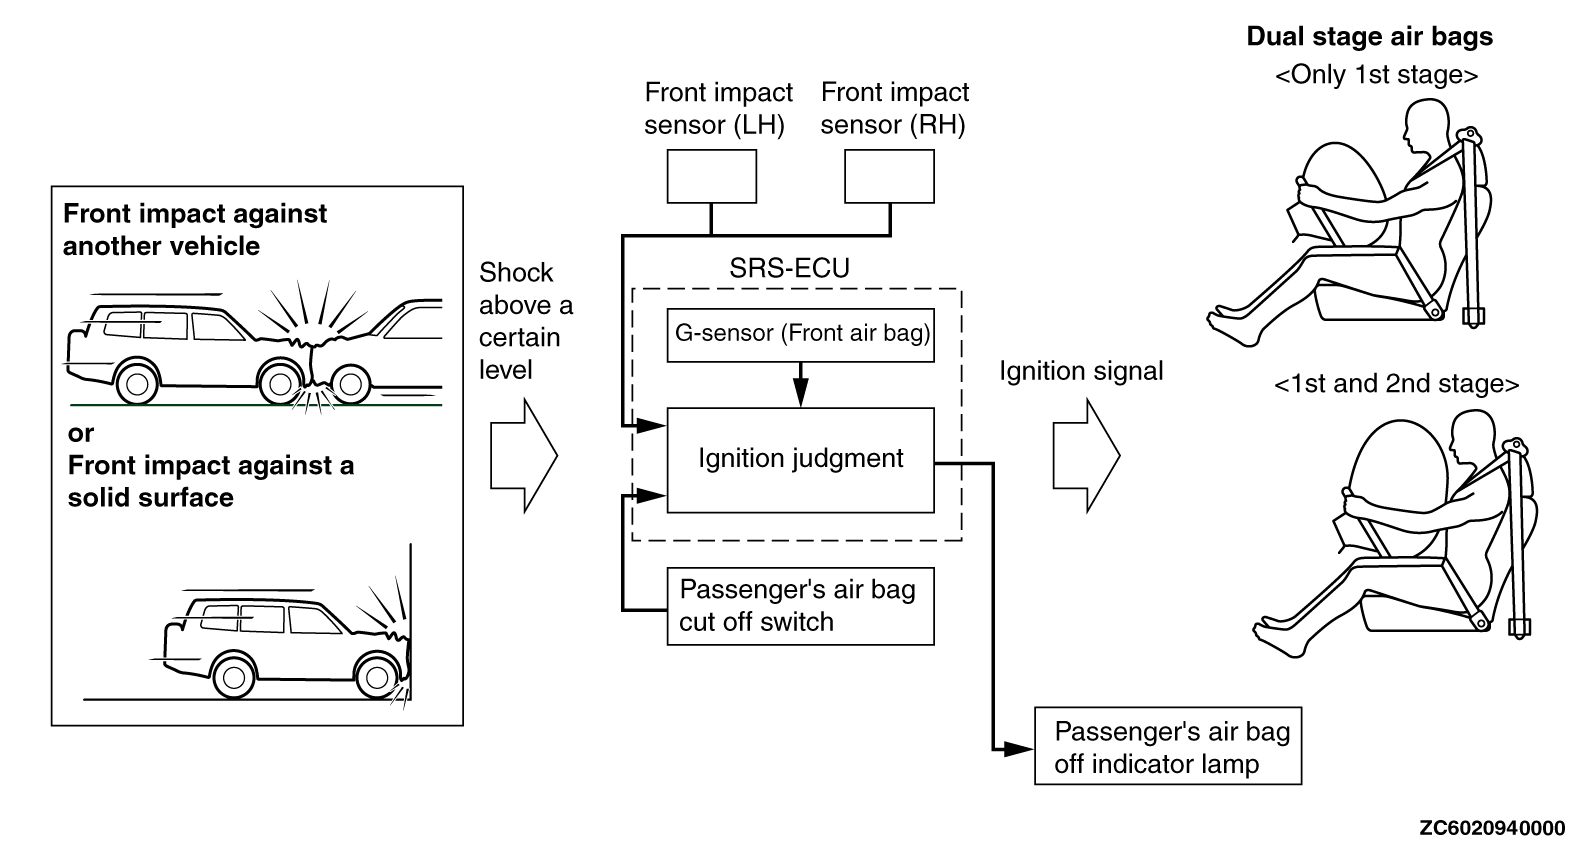 Dual stage air bags
<Only 1st stage>
Front impact
sensor (LH)
Front impact
sensor (RH)
Front impact against
another vehicle
or
Front impact against a
solid surface
Shock
above a
certain
level
SRS-ECU
G-sensor (Front air bag)
Ignition judgment
Passenger's air bag
cut off switch
Ignition signal
<1st and 2nd stage>
Passenger's air bag
off indicator lamp
ZC6020940000